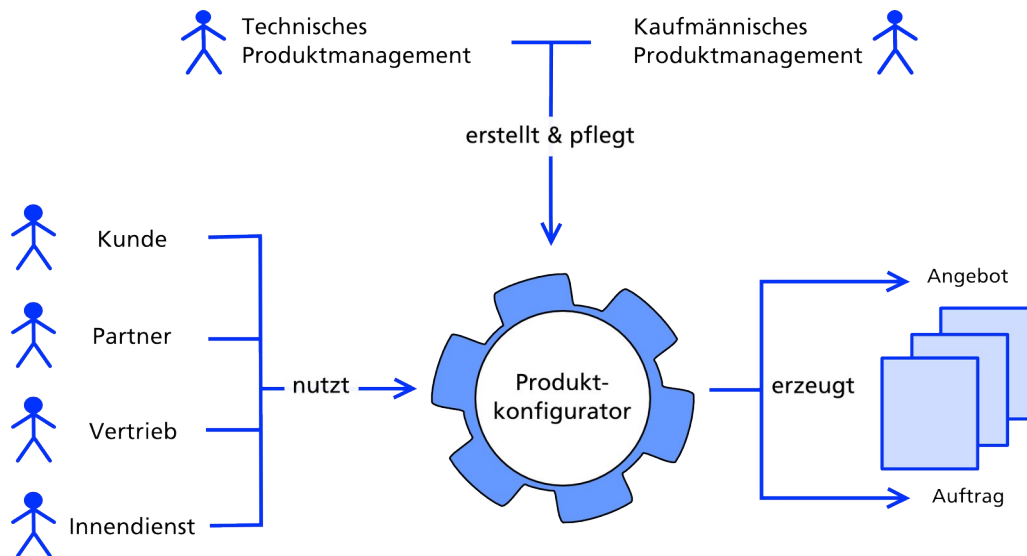 Technisches
Produktmanagement
Kaufmännisches
Produktmanagement
erstellt & pflegt
Kunde
Partner
Vertrieb
Innendienst
nutzt
Produkt-
konfigurator
erzeugt
Angebot
Auftrag